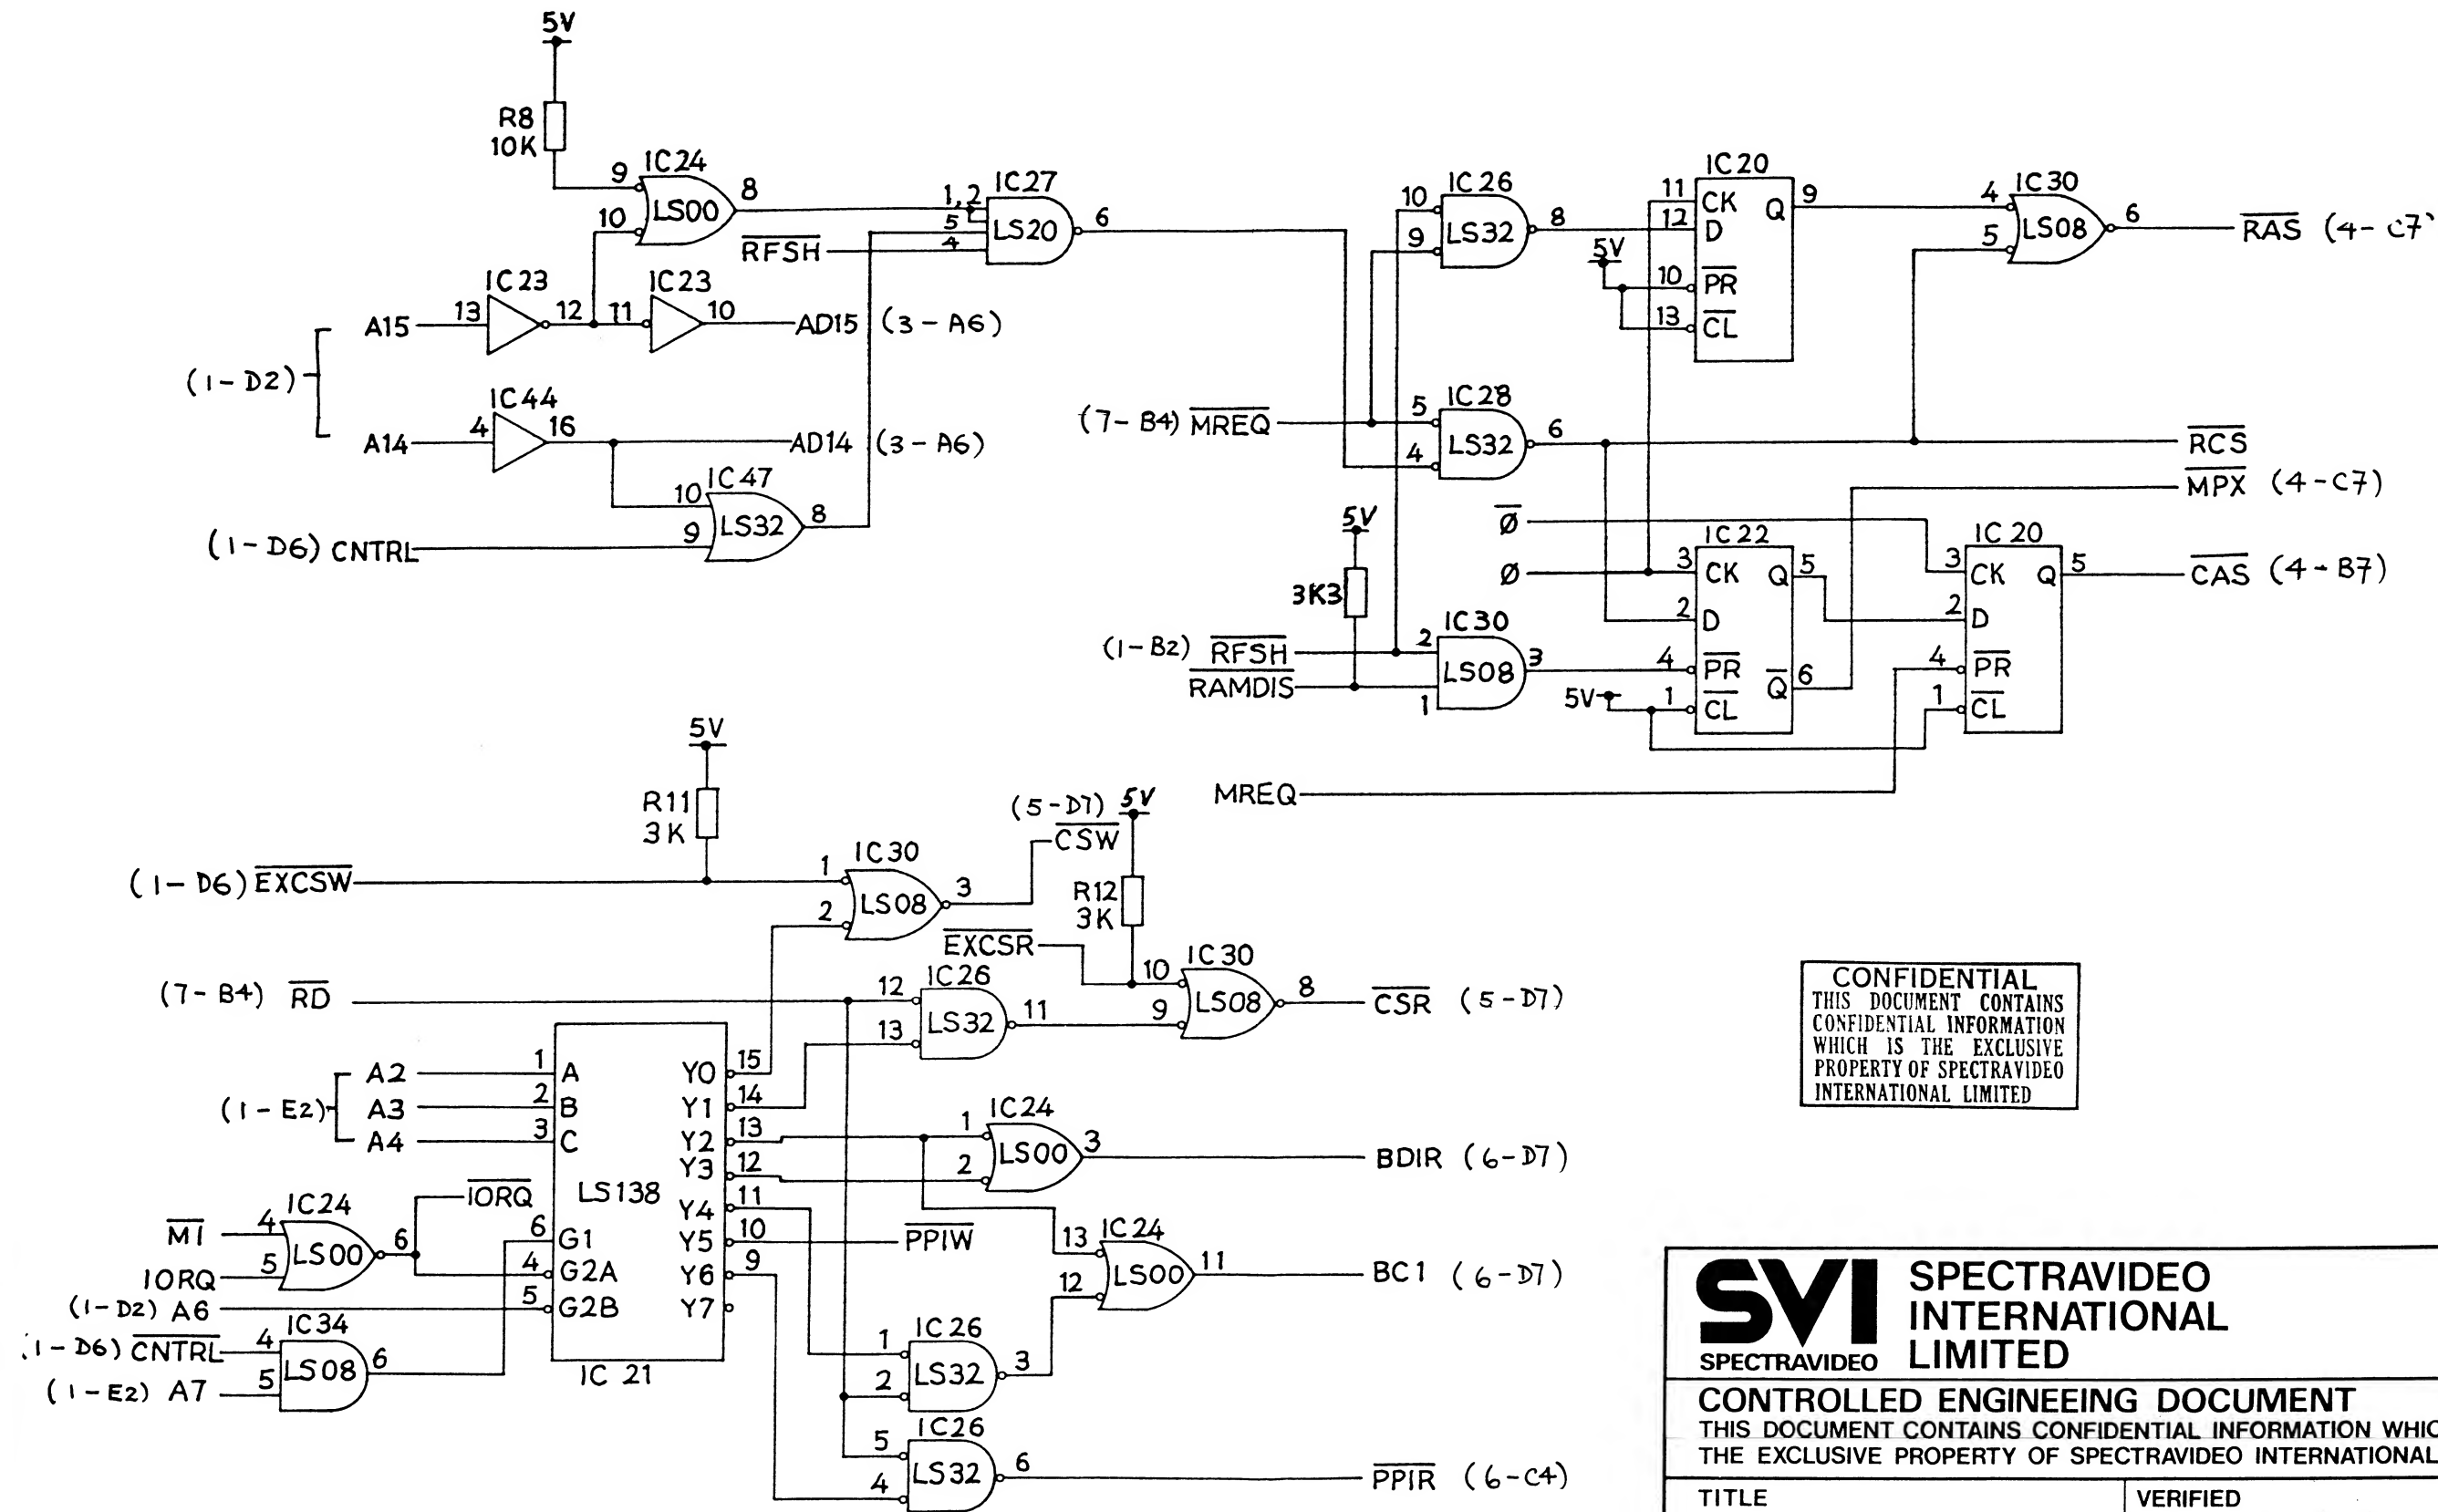 5V
R8
10K
IC24
9
8
LS00
10
IC27
1,2
5
4
LS20
6
RFSH
IC23
IC23
A15
13
12
11
10
AD15 (3-A6)
(1-D2)
IC44
A14
4
16
AD14 (3-A6)
IC47
10
LS32
8
9
(1-D6) CNTRL
IC26
10
LS32
8
9
IC20
11
CK
Q
9
12
D
5V
10
PR
13
CL
IC30
4
LS08
6
5
RAS (4-C7)
IC28
(7-B4) MREQ
5
LS32
6
4
RCS
MPX (4-C7)
Ø
Ø
5V
3K3
IC22
3
CK
Q
5
2
D
4
PR
Q
6
5V
1
CL
IC20
3
CK
Q
5
2
D
4
PR
1
CL
CAS (4-B7)
IC30
(1-B2) RFSH
2
LS08
3
RAMDIS
1
MREQ
5V
R11
3K
(5-D7)
5V
CSW
IC30
(1-D6) EXCSW
1
LS08
3
2
R12
3K
EXCSR
IC30
10
LS08
8
9
CSR (5-D7)
(7-B4) RD
IC26
12
LS32
11
13
(1-E2)
A2
1
A
A3
2
B
A4
3
C
Y0
15
Y1
14
Y2
13
Y3
12
Y4
11
Y5
10
Y6
9
Y7
LS138
6
G1
4
G2A
5
G2B
IC 21
IC24
1
LS00
3
2
BDIR (6-D7)
IORQ
IC24
M1
4
LS00
6
IORQ
5
(1-D2) A6
PPIW
IC24
13
LS00
11
12
BC1 (6-D7)
IC34
1-D6) CNTRL
4
LS08
6
(1-E2) A7
5
IC26
1
LS32
3
2
IC26
5
LS32
6
4
PPIR (6-C4)
CONFIDENTIAL
THIS DOCUMENT CONTAINS
CONFIDENTIAL INFORMATION
WHICH IS THE EXCLUSIVE
PROPERTY OF SPECTRAVIDEO
INTERNATIONAL LIMITED
SVI
SPECTRAVIDEO
SPECTRAVIDEO
INTERNATIONAL
LIMITED
CONTROLLED ENGINEEING DOCUMENT
THIS DOCUMENT CONTAINS CONFIDENTIAL INFORMATION WHIC
THE EXCLUSIVE PROPERTY OF SPECTRAVIDEO INTERNATIONAL
TITLE
VERIFIED